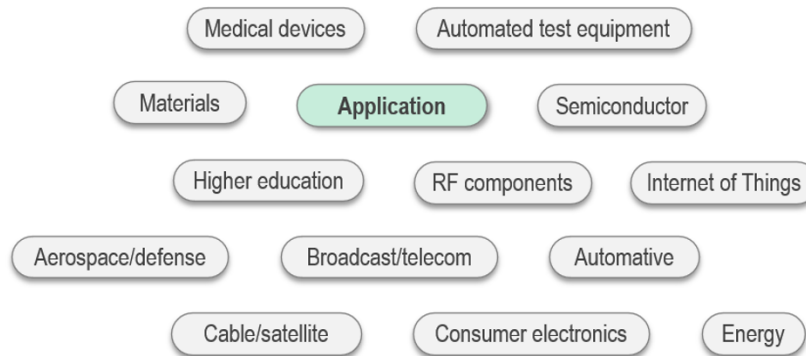 Medical devices
Automated test equipment
Materials
Application
Semiconductor
Higher education
RF components
Internet of Things
Aerospace/defense
Broadcast/telecom
Automative
Cable/satellite
Consumer electronics
Energy